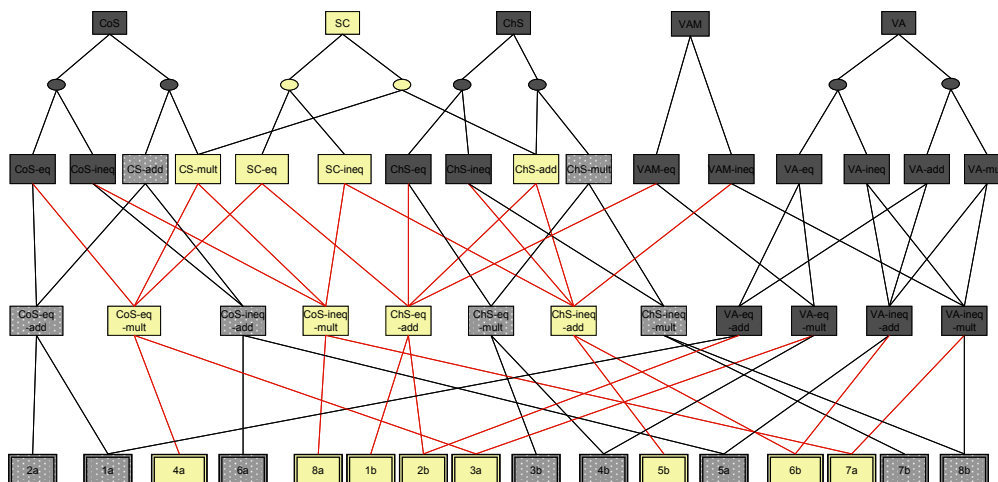 CoS SC ChS VAM VA
CoS-eq CoS-ineq CS-add CS-mult SC-eq SC-ineq ChS-eq ChS-ineq ChS-add ChS-mult VAM-eq VAM-ineq VA-eq VA-ineq VA-add VA-mu
CoS-eq CoS-eq CoS-ineq CoS-ineq ChS-eq ChS-eq ChS-ineq ChS-ineq VA-eq VA-eq VA-ineq VA-ineq
-add -mult -add -mult -add -mult -add -mult -add -mult -add -mult
2a 1a 4a 6a 8a 1b 2b 3a 3b 4b 5b 5a 6b 7a 7b 8b